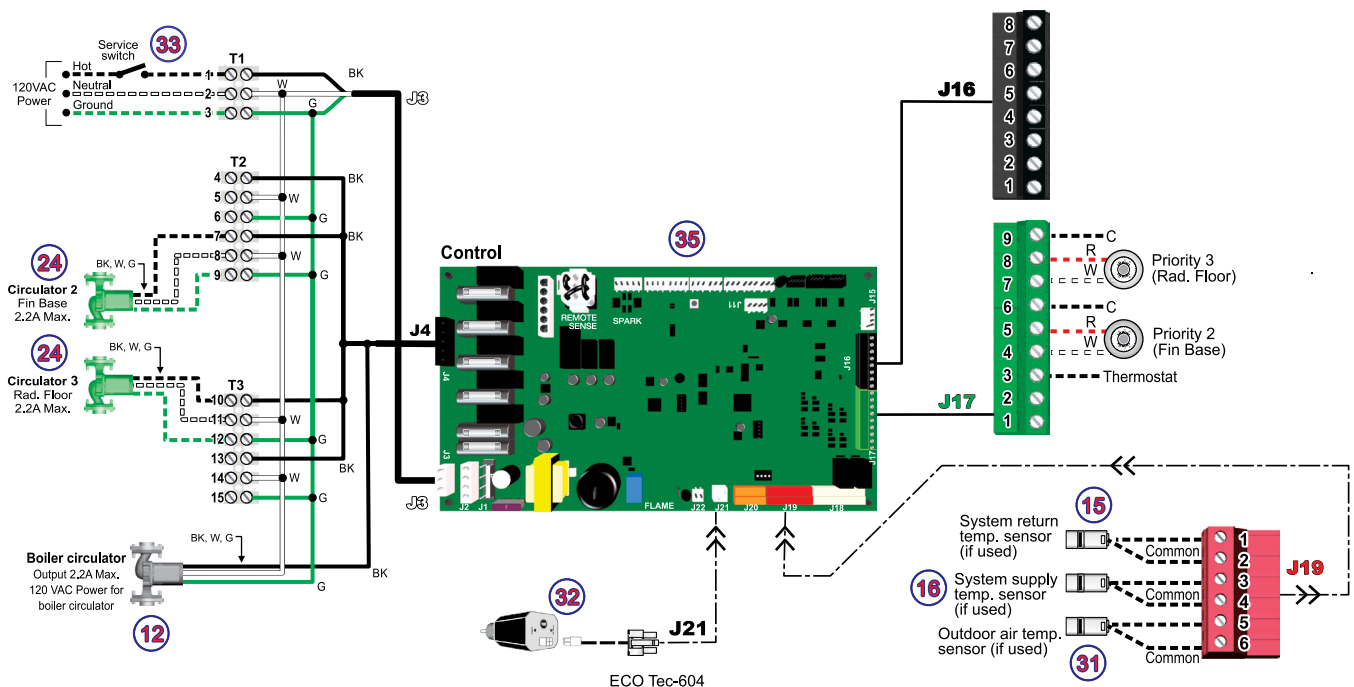 Service
switch
33
Hot
120VAC
Power
Neutral
Ground
T1
1
2
3
BK
W
G
J3
T2
4
5
6
7
8
9
BK
W
G
BK
W
G
24
BK, W, G
Circulator 2
Fin Base
2.2A Max.
24
BK, W, G
Circulator 3
Rad. Floor
2.2A Max.
T3
10
11
12
13
14
15
W
G
BK
W
G
Boiler circulator
Output 2.2A Max.
120 VAC Power for
boiler circulator
12
BK, W, G
BK
G
J4
J3
Control
35
REMOTE
SENSE
SPARK
J11
J15
J16
J17
J4
J3
J2
J1
FLAME
J22
J21
J20
J19
J18
32
J21
ECO Tec-604
J16
8
7
6
5
4
3
2
1
J17
9
8
7
6
5
4
3
2
1
C
R
W
Priority 3
(Rad. Floor)
C
R
W
Priority 2
(Fin Base)
Thermostat
15
System return
temp. sensor
(if used)
Common
16
System supply
temp. sensor
(if used)
Common
Outdoor air temp.
sensor (if used)
31
Common
1
2
3
4
5
6
J19